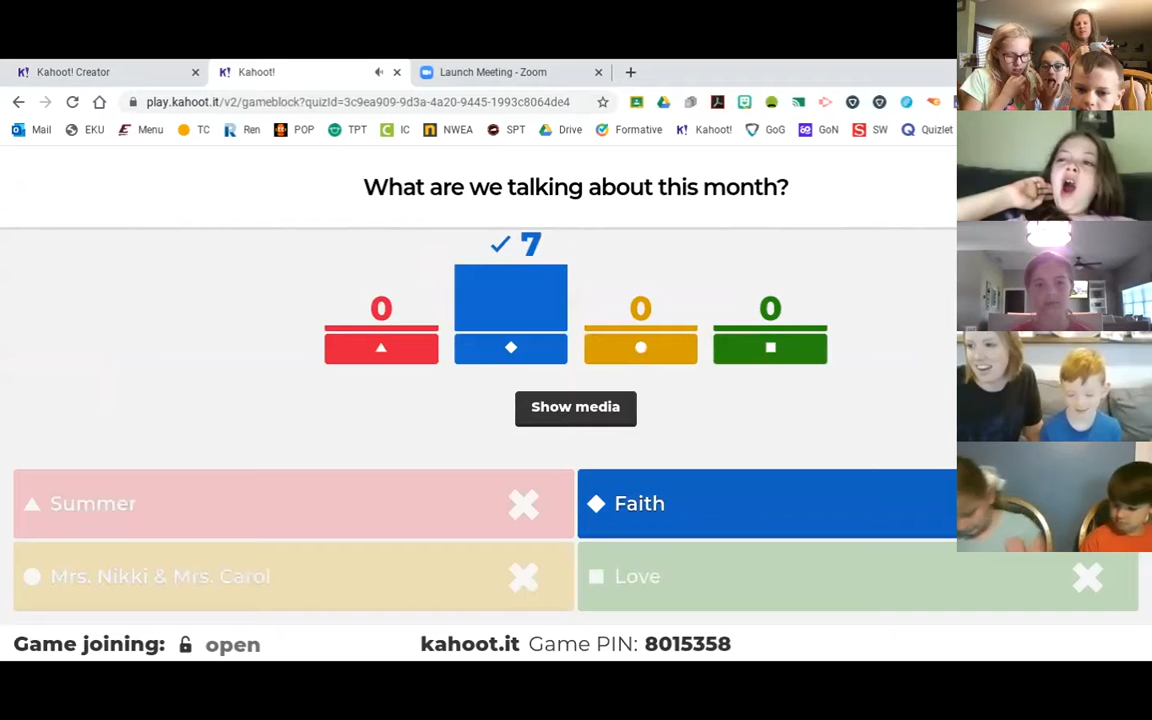 Kahoot! Creator
Kahoot!
Launch Meeting - Zoom
play.kahoot.it/v2/gameblock?quizId=3c9ea909-9d3a-4a20-9445-1993c8064de4
Mail EKU Menu TC Ren POP TPT IC NWEA SPT Drive Formative Kahoot! GoG GoN SW Quizlet
What are we talking about this month?
0 7 0 0
Show media
Summer Faith
Mrs. Nikki & Mrs. Carol Love
Game joining: open kahoot.it Game PIN: 8015358